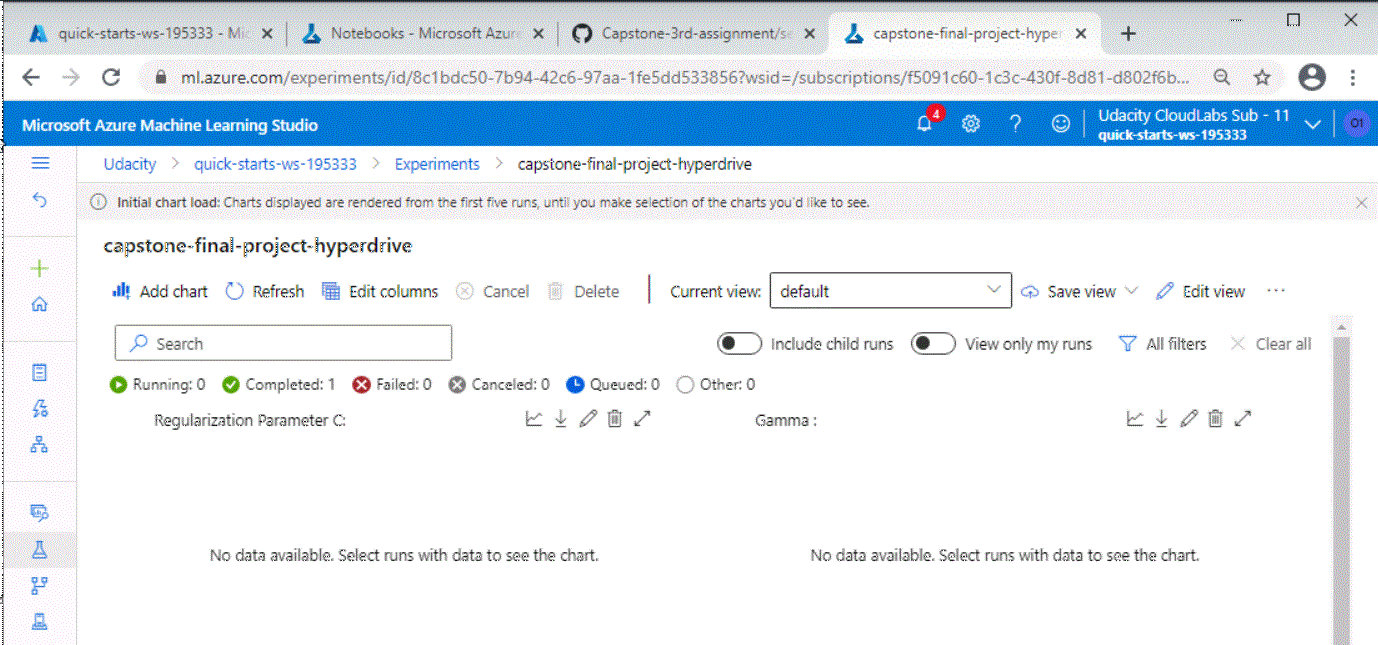 quick-starts-ws-195333 - Mic
Notebooks - Microsoft Azure
Capstone-3rd-assignment/se
capstone-final-project-hyper
ml.azure.com/experiments/id/8c1bdc50-7b94-42c6-97aa-1fe5dd533856?wsid=/subscriptions/f5091c60-1c3c-430f-8d81-d802f6b...
Microsoft Azure Machine Learning Studio
4
Udacity CloudLabs Sub - 11
quick-starts-ws-195333
O1
Udacity > quick-starts-ws-195333 > Experiments > capstone-final-project-hyperdrive
Initial chart load: Charts displayed are rendered from the first five runs, until you make selection of the charts you'd like to see.
capstone-final-project-hyperdrive
Add chart Refresh Edit columns Cancel Delete Current view: default Save view Edit view ...
Search Include child runs View only my runs All filters Clear all
Running: 0 Completed: 1 Failed: 0 Canceled: 0 Queued: 0 Other: 0
Regularization Parameter C: Gamma :
No data available. Select runs with data to see the chart. No data available. Select runs with data to see the chart.